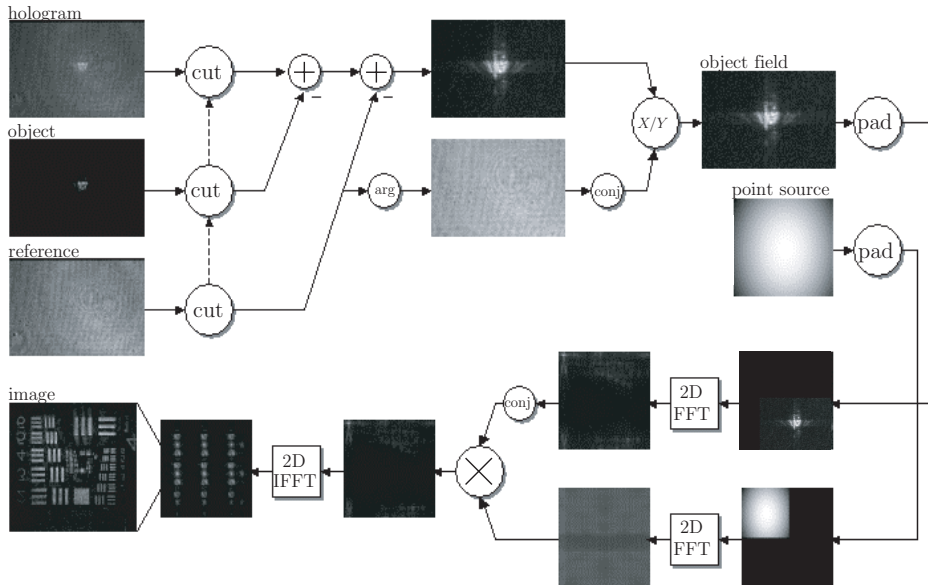 hologram
cut
+
+
−
−
object field
X/Y
pad
object
cut
arg
conj
point source
pad
reference
cut
image
conj
2D
FFT
2D
IFFT
×
2D
FFT